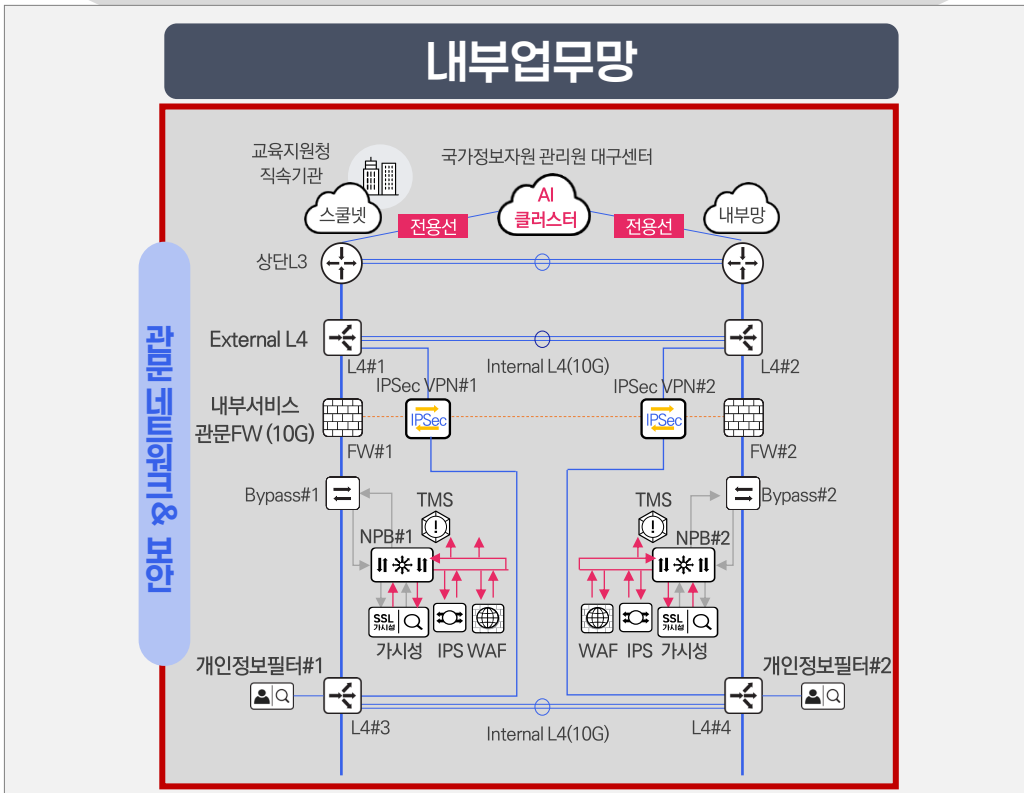 내부업무망
교육지원청
직속기관
국가정보자원 관리원 대구센터
스쿨넷
전용선
AI
클러스터
전용선
내부망
상단L3
External L4
L4#1
Internal L4(10G)
L4#2
IPSec VPN#1
IPSec VPN#2
내부서비스
관문FW (10G)
IPSec
IPSec
FW#1
FW#2
관문 네트워크& 보안
Bypass#1
TMS
TMS
Bypass#2
NPB#1
NPB#2
SSL
가시성
SSL
가시성
가시성
IPS
WAF
WAF
IPS
가시성
개인정보필터#1
개인정보필터#2
L4#3
Internal L4(10G)
L4#4